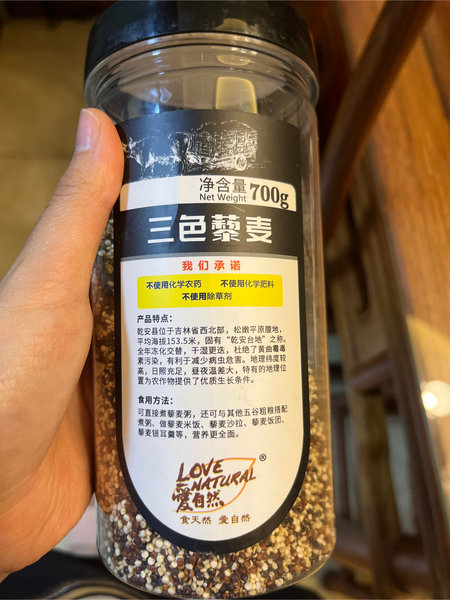 净含量 700g
Net Weight
三色藜麦
我们承诺
不使用化学农药 不使用化学肥料
不使用除草剂
产品特点：
乾安县位于吉林省西北部，松嫩平原腹地，
平均海拔153.5米，固有“乾安台地”之称。
全年冻化交替，干湿更迭，杜绝了黄曲霉毒
素污染，有利于减少病虫危害。地理纬度较
高，日照充足，昼夜温差大，特有的地理位
置为农作物提供了优质生长条件。
食用方法：
可直接煮藜麦粥，还可与其他五谷粗粮搭配
煮粥、做藜麦米饭、藜麦沙拉、藜麦饭团、
藜麦银耳羹等，营养更全面。
LOVE
NATURAL ®
爱自然
食天然 爱自然